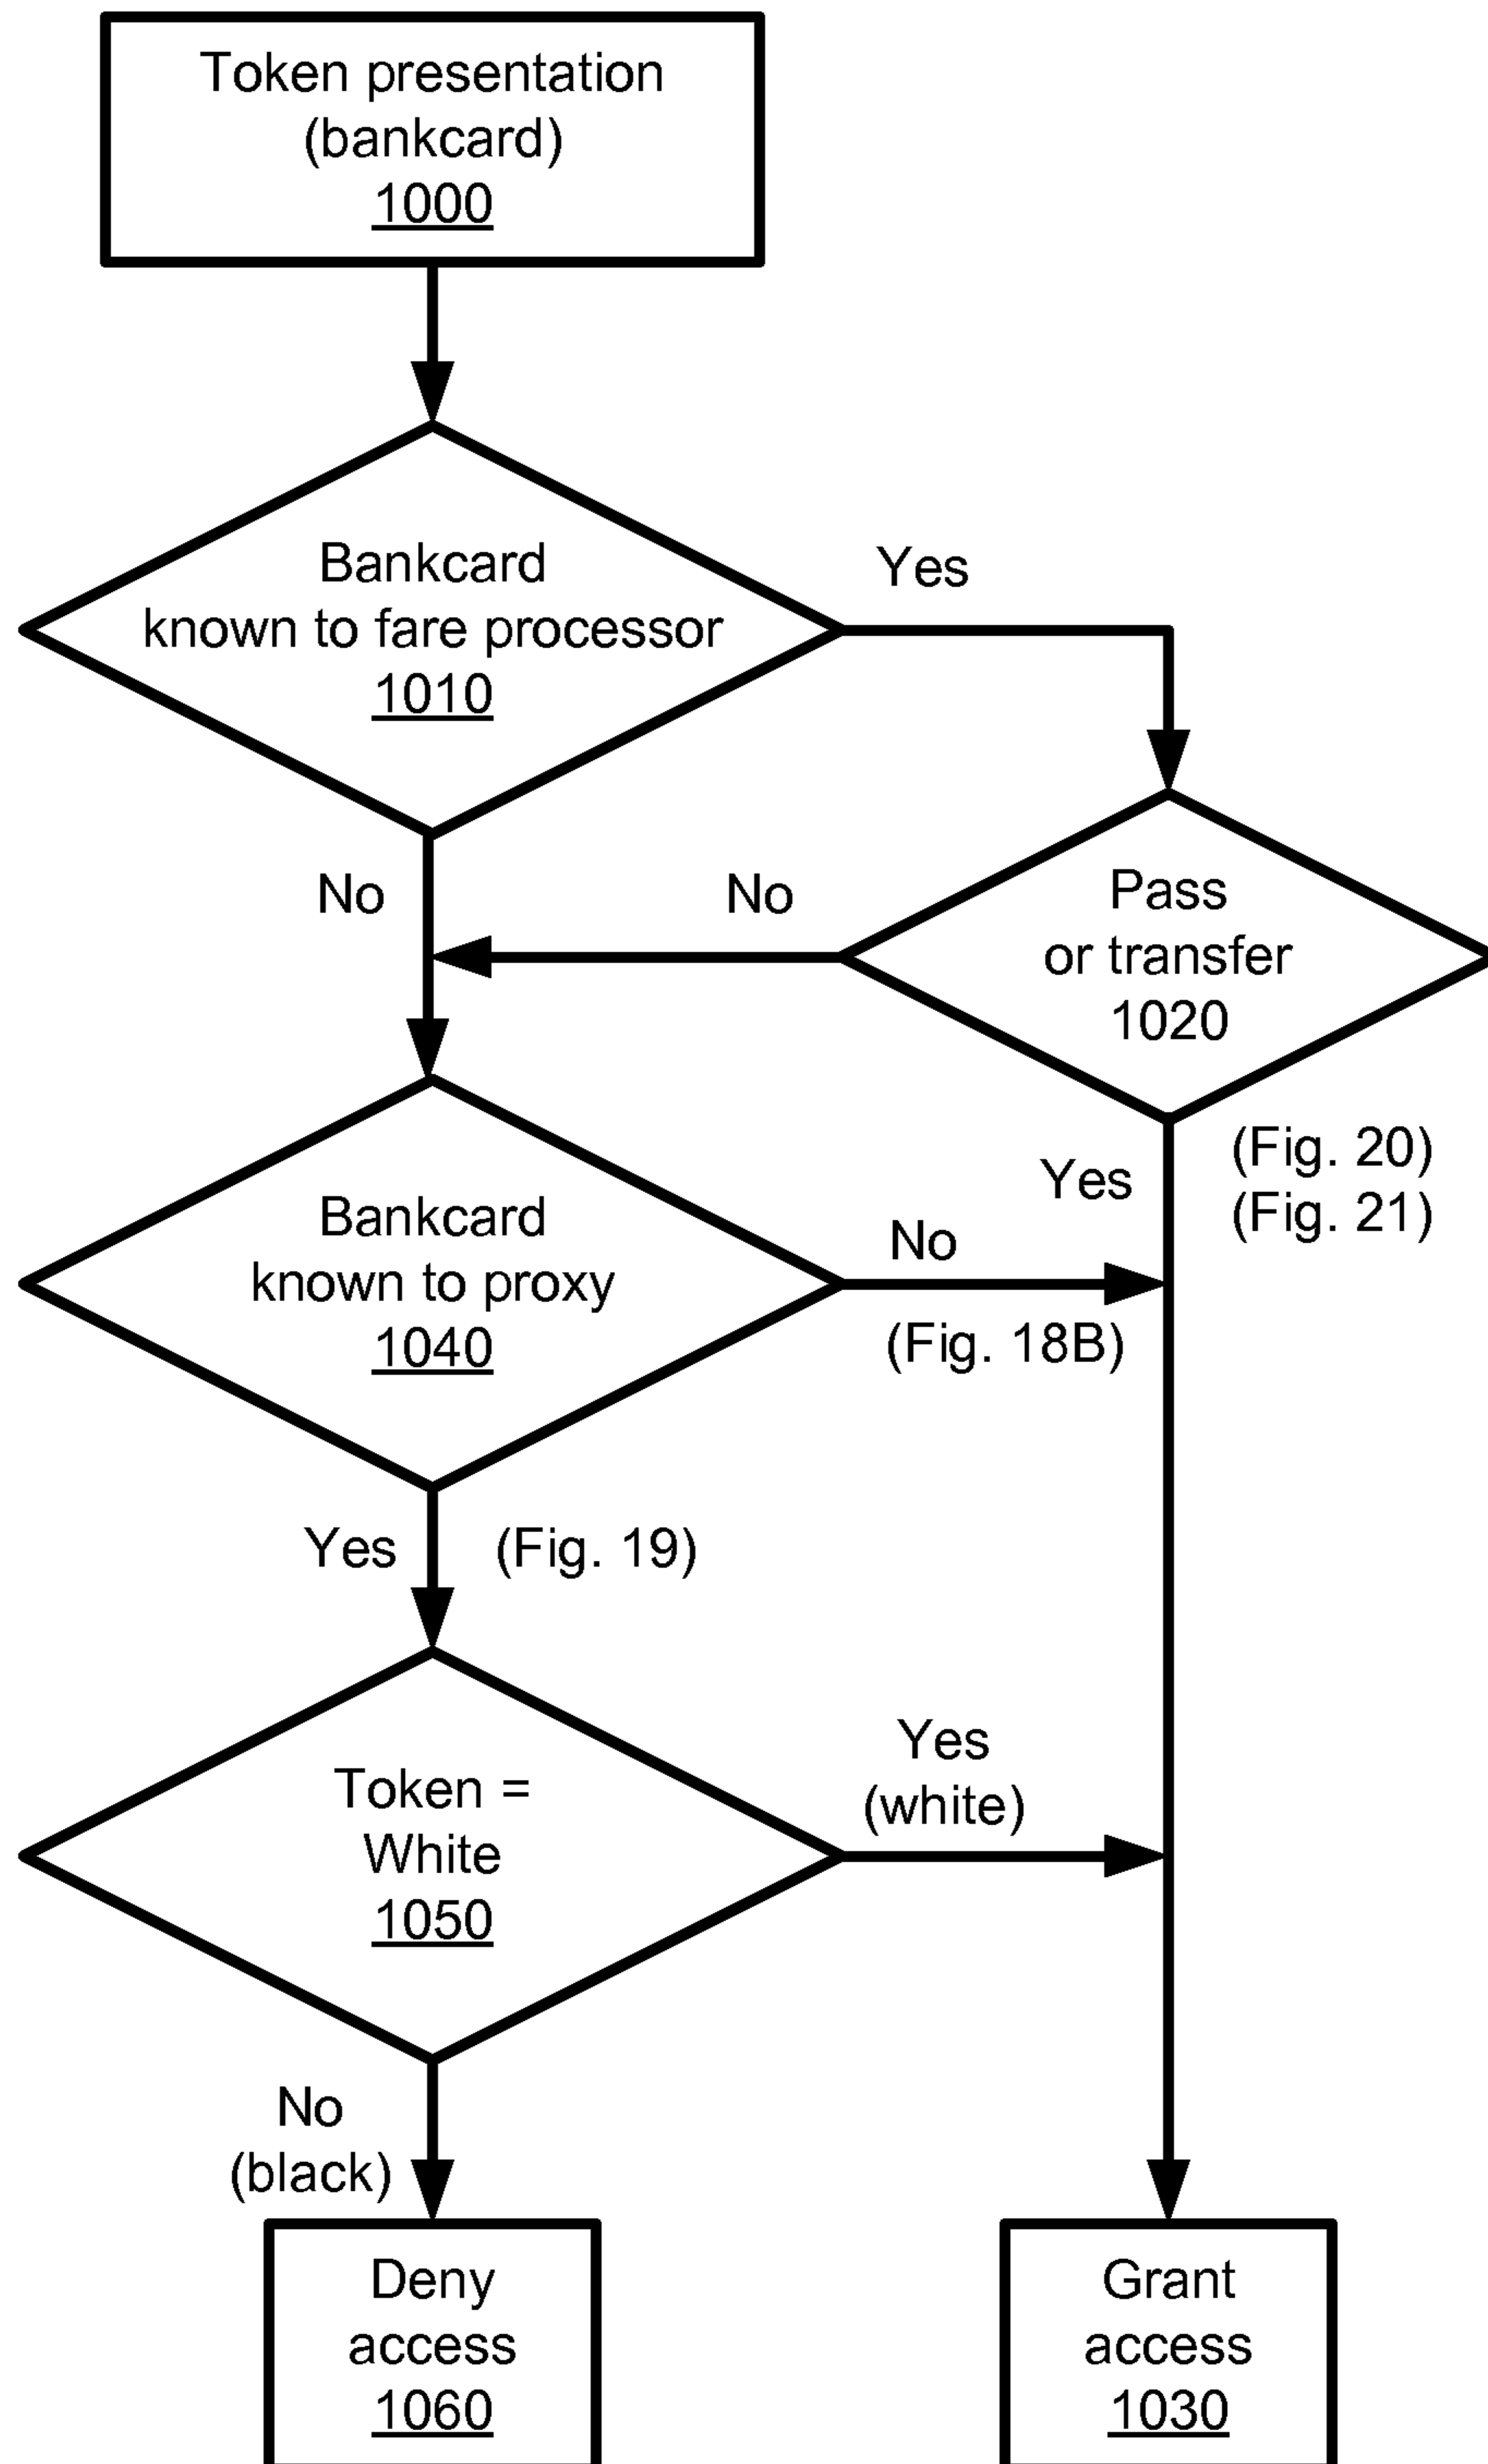 Token presentation
(bankcard)
1000
Bankcard
known to fare processor
1010
Yes
No
No
Pass
or transfer
1020
(Fig. 20)
(Fig. 21)
Yes
Bankcard
known to proxy
1040
No
(Fig. 18B)
Yes
(Fig. 19)
Token =
White
1050
Yes
(white)
No
(black)
Deny
access
1060
Grant
access
1030